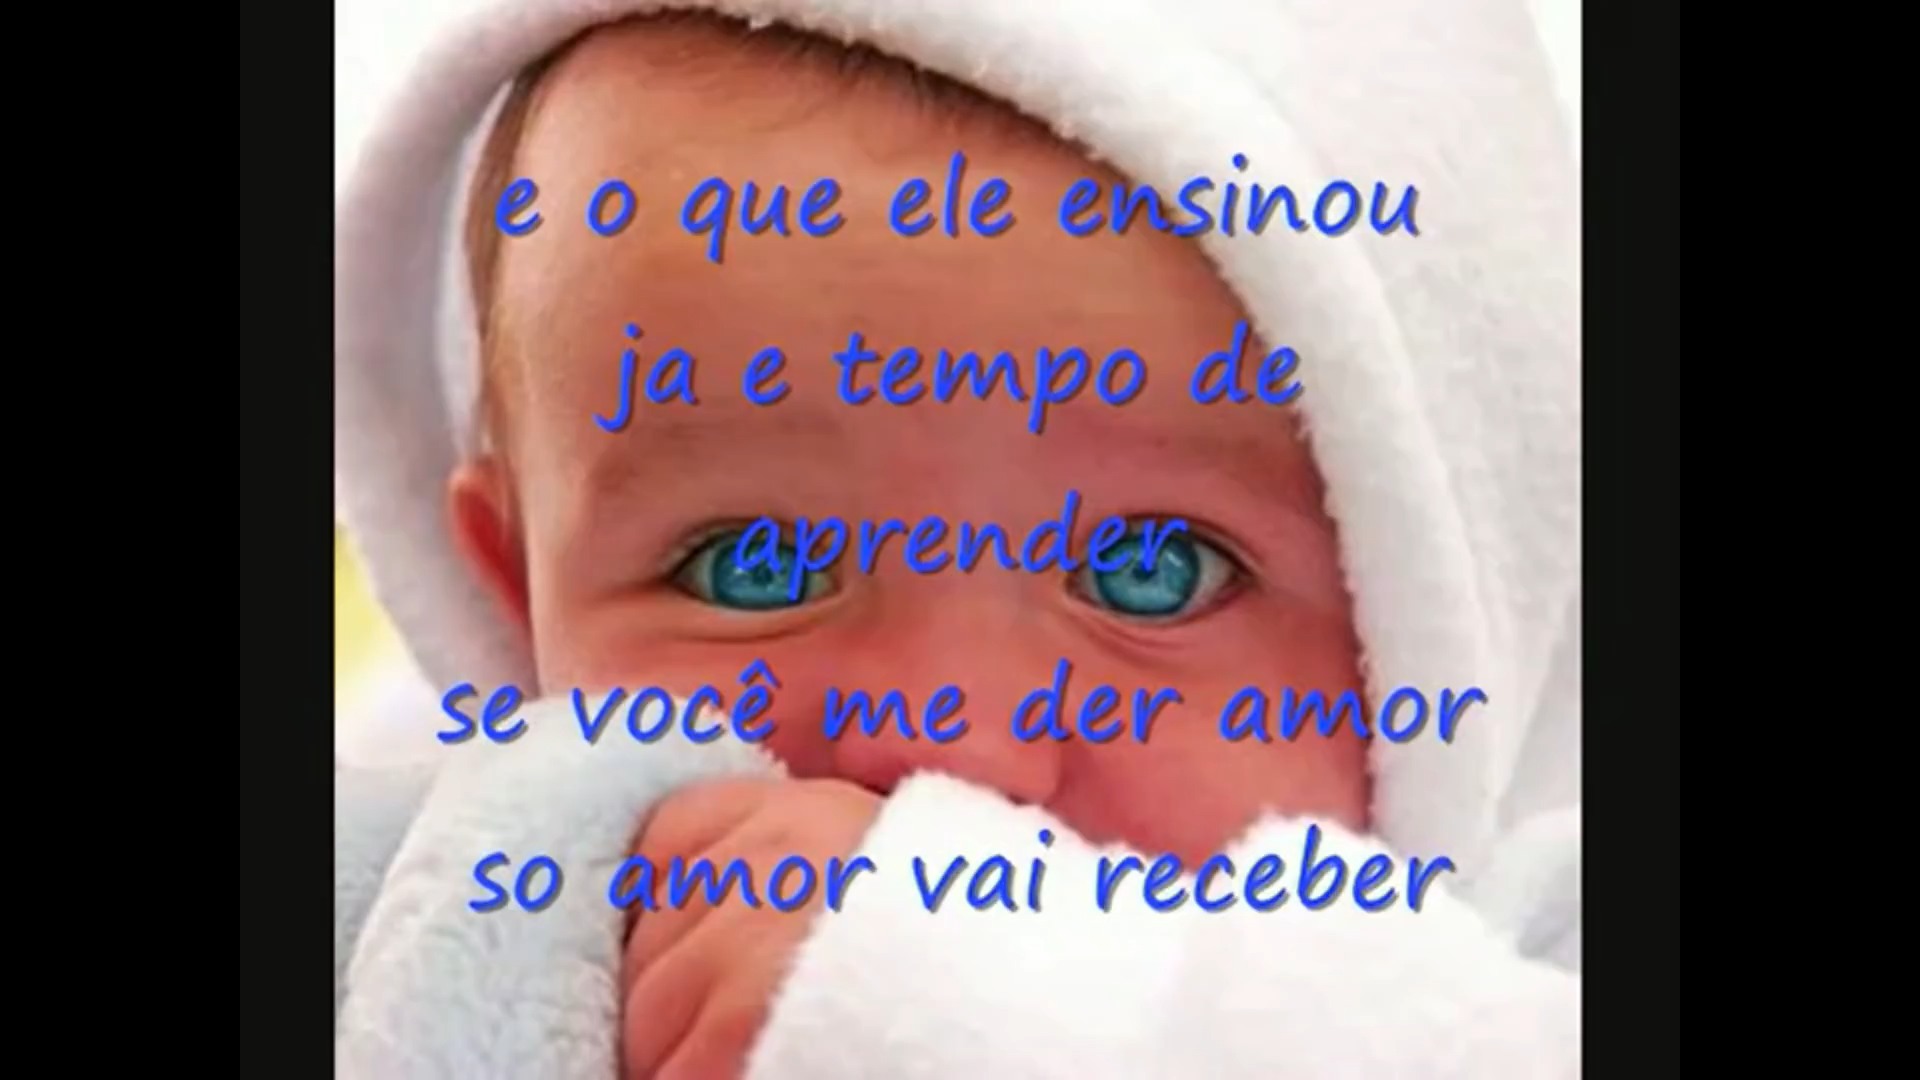 e o que ele ensinou
ja e tempo de
aprender
se você me der amor
so amor vai receber